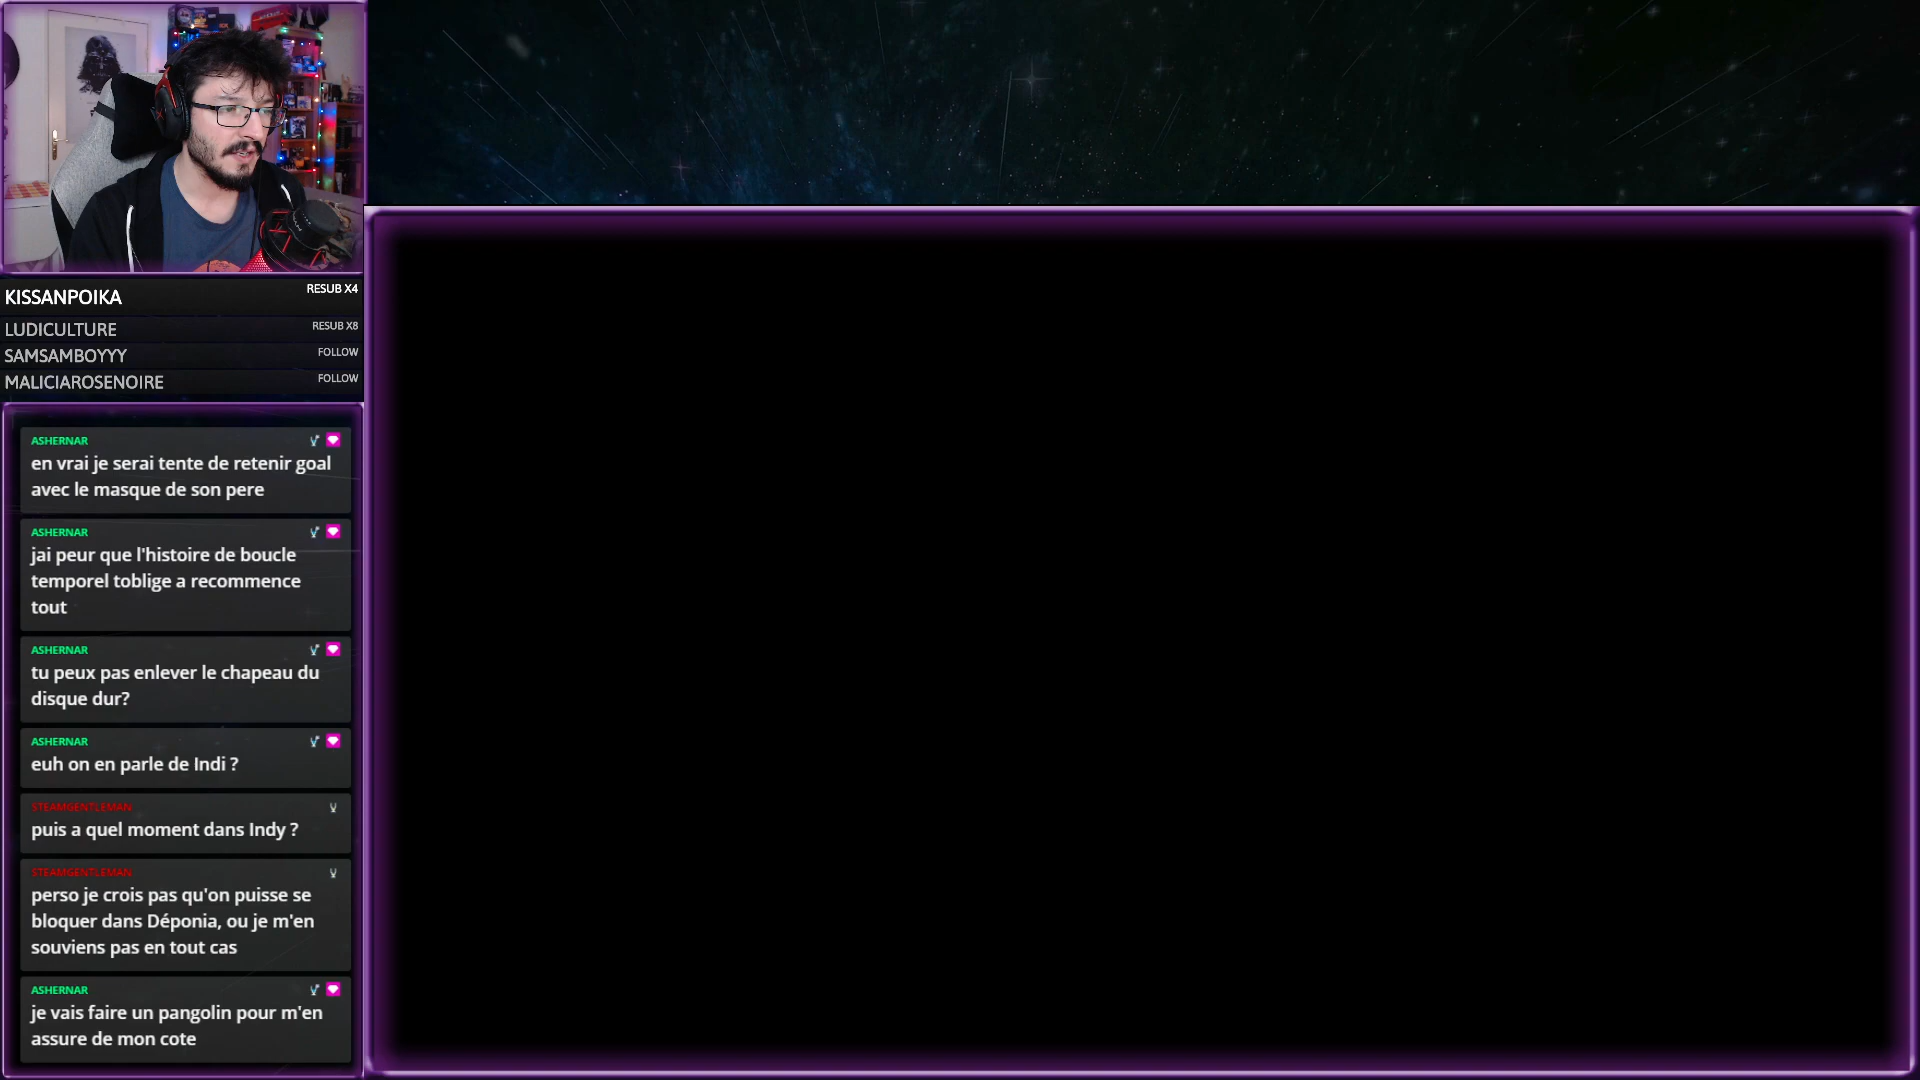 KISSANPOIKA RESUB X4
LUDICULTURE RESUB X8
SAMSAMBOYYY FOLLOW
MALICIAROSENOIRE FOLLOW
ASHERNAR
en vrai je serai tente de retenir goal
avec le masque de son pere
ASHERNAR
jai peur que l'histoire de boucle
temporel toblige a recommence
tout
ASHERNAR
tu peux pas enlever le chapeau du
disque dur?
ASHERNAR
euh on en parle de Indi ?
STEAMGENTLEMAN
puis a quel moment dans Indy ?
STEAMGENTLEMAN
perso je crois pas qu'on puisse se
bloquer dans Déponia, ou je m'en
souviens pas en tout cas
ASHERNAR
je vais faire un pangolin pour m'en
assure de mon cote